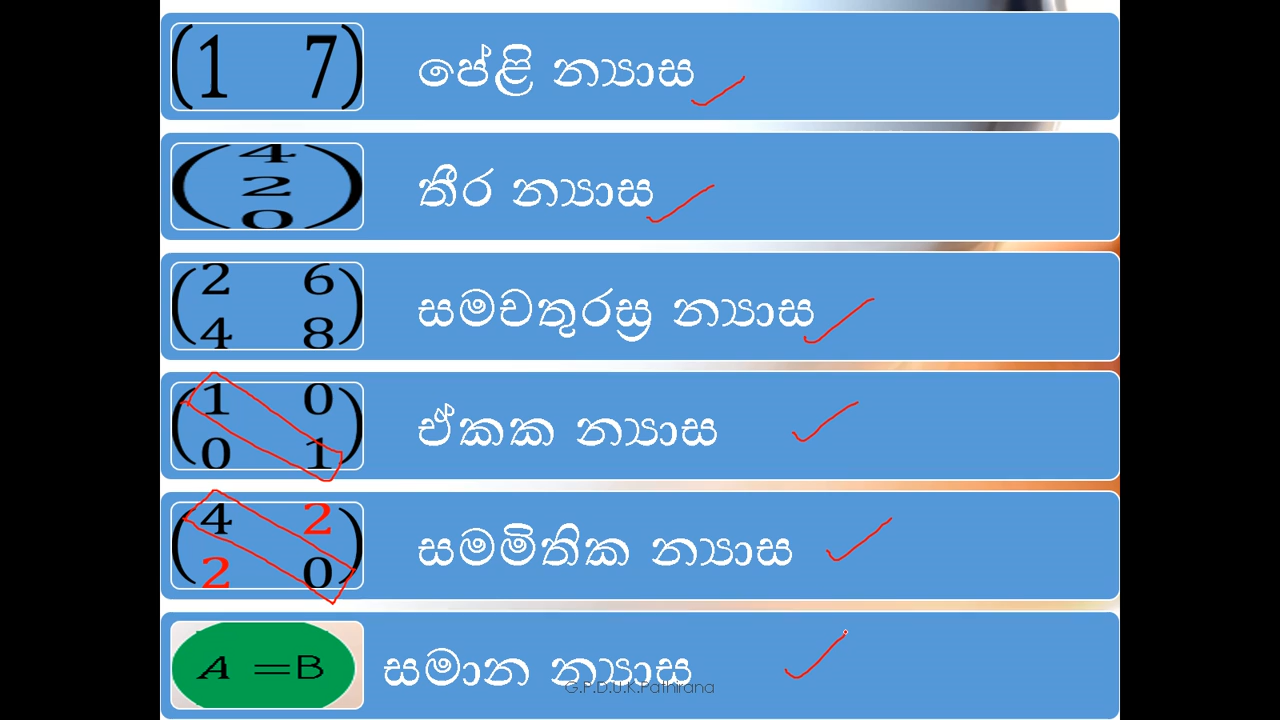 (1 7) පේළි න්‍යාස
(4
2
0) තීර න්‍යාස
(2 6
4 8) සමචතුරස්‍ර න්‍යාස
(1 0
0 1) ඒකක න්‍යාස
(4 2
2 0) සමමිතික න්‍යාස
A =B සමාන න්‍යාස
G.P.D.U.K.Pathirana